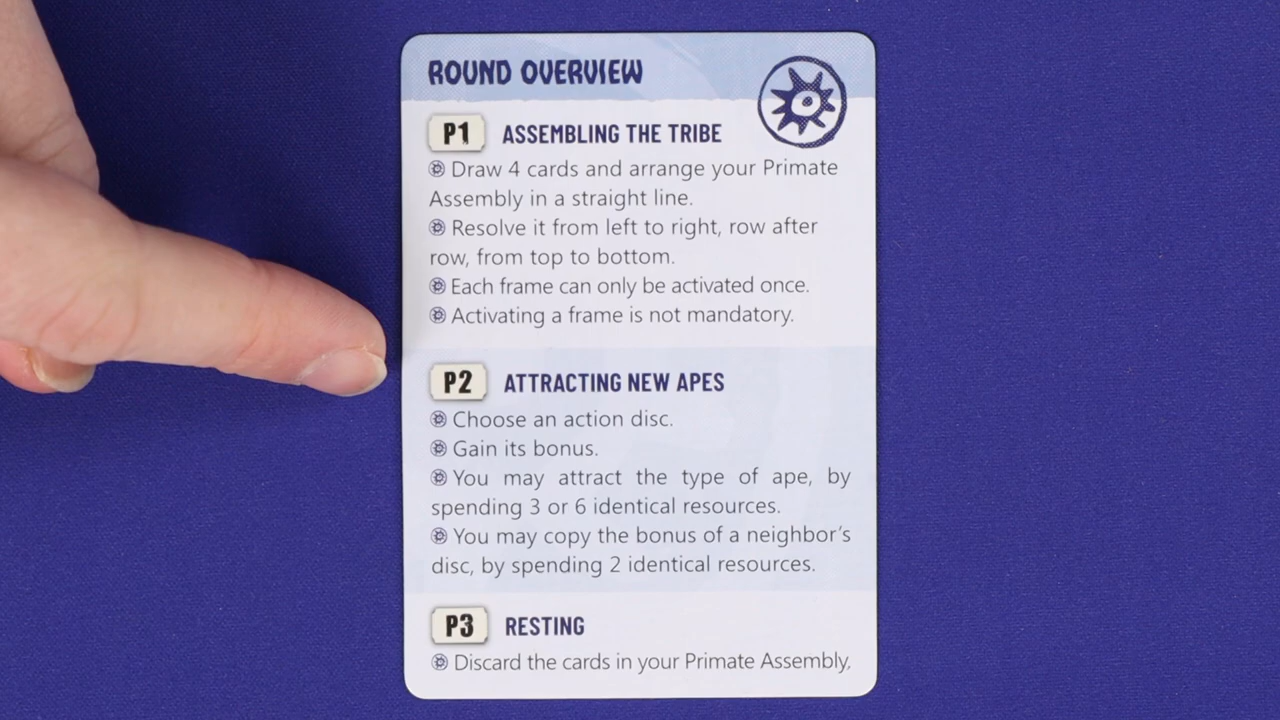 ROUND OVERVIEW
P1 ASSEMBLING THE TRIBE
Draw 4 cards and arrange your Primate
Assembly in a straight line.
Resolve it from left to right, row after
row, from top to bottom.
Each frame can only be activated once.
Activating a frame is not mandatory.
P2 ATTRACTING NEW APES
Choose an action disc.
Gain its bonus.
You may attract the type of ape, by
spending 3 or 6 identical resources.
You may copy the bonus of a neighbor's
disc, by spending 2 identical resources.
P3 RESTING
Discard the cards in your Primate Assembly.